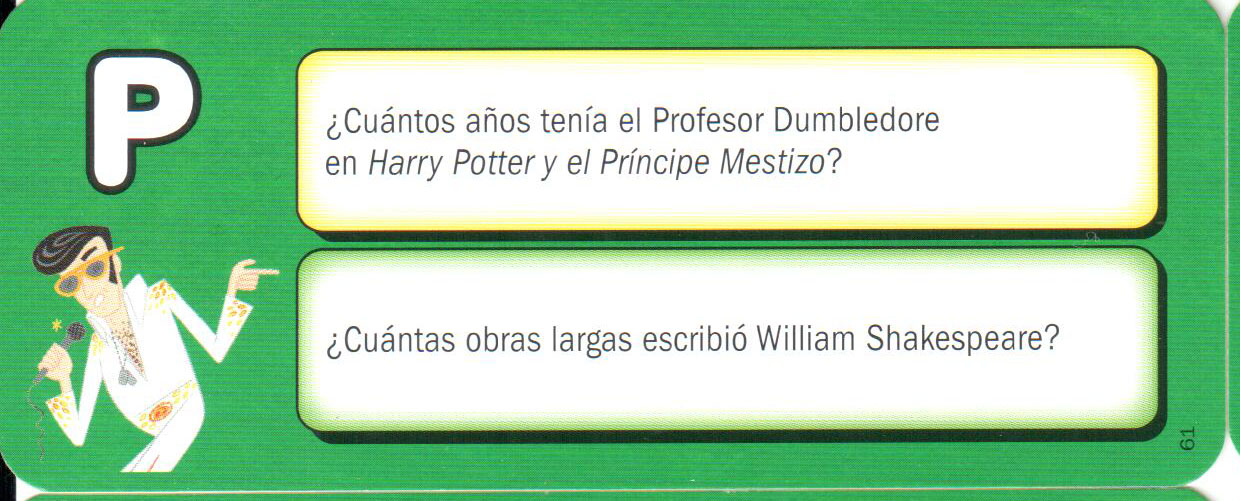 P
¿Cuántos años tenía el Profesor Dumbledore
en Harry Potter y el Príncipe Mestizo?
¿Cuántas obras largas escribió William Shakespeare?
61